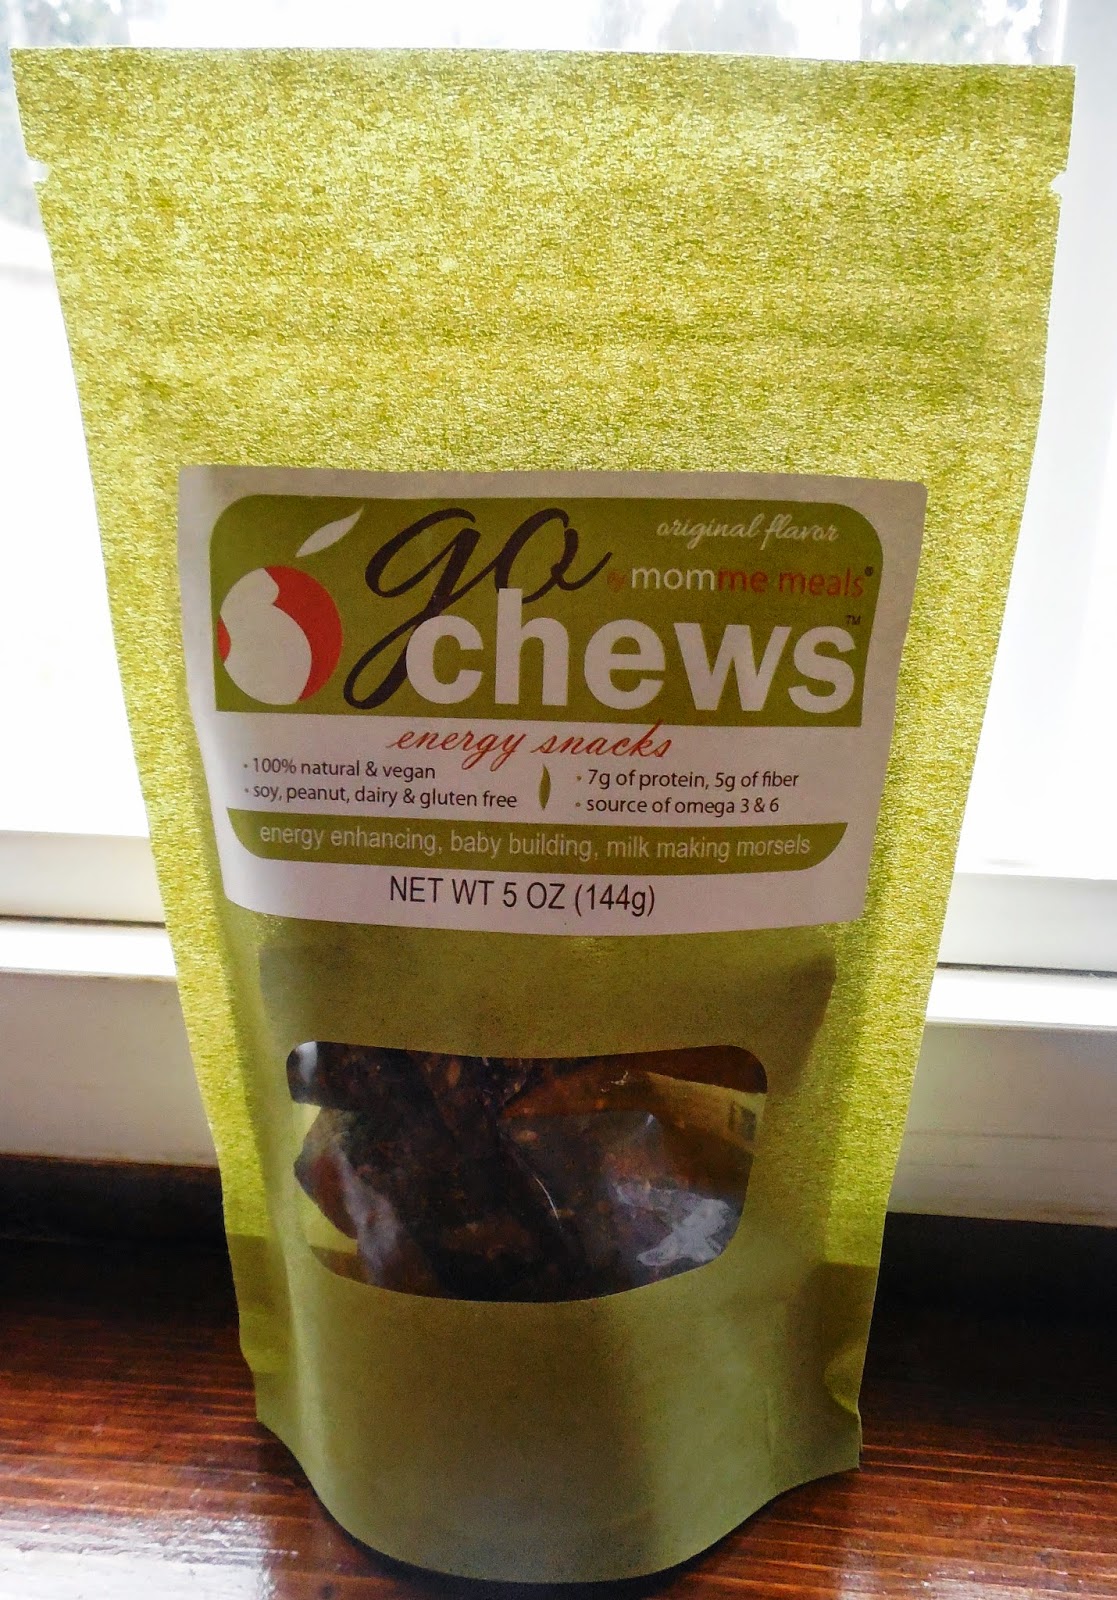 original flavor
go by momme meals®
chews™
energy snacks
• 100% natural & vegan
• soy, peanut, dairy & gluten free
• 7g of protein, 5g of fiber
• source of omega 3 & 6
energy enhancing, baby building, milk making morsels
NET WT 5 OZ (144g)